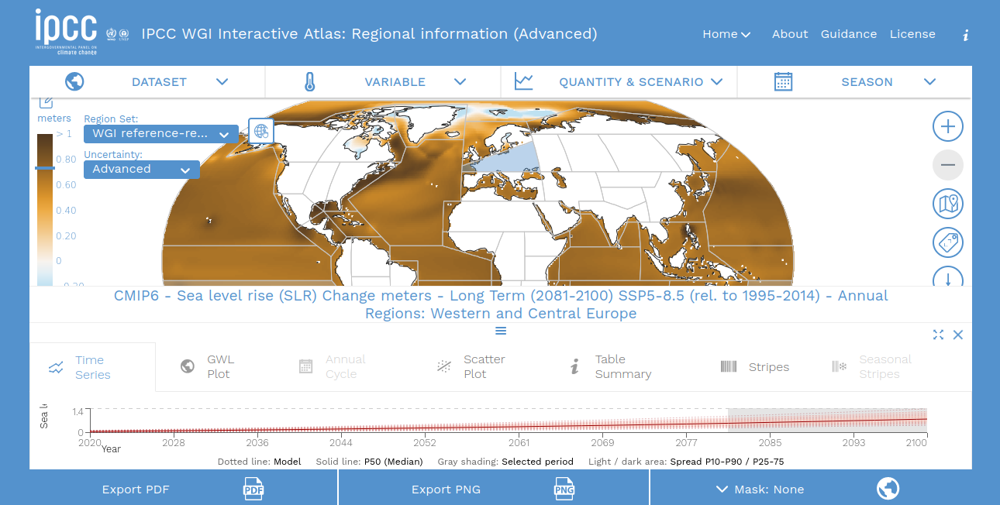 ipcc
INTERGOVERNMENTAL PANEL ON
climate change
WMO
UNEP
IPCC WGI Interactive Atlas: Regional information (Advanced)
Home
About
Guidance
License
i
DATASET
VARIABLE
QUANTITY & SCENARIO
SEASON
meters
> 1
0.80
0.60
0.40
0.20
0
Region Set:
WGI reference-re...
Uncertainty:
Advanced
CMIP6 - Sea level rise (SLR) Change meters - Long Term (2081-2100) SSP5-8.5 (rel. to 1995-2014) - Annual
Regions: Western and Central Europe
Time
Series
GWL
Plot
Annual
Cycle
Scatter
Plot
Table
Summary
Stripes
Seasonal
Stripes
1.4
0
2020
2028
2036
2044
2052
2061
2069
2077
2085
2093
2100
Year
Dotted line: Model Solid line: P50 (Median) Gray shading: Selected period Light / dark area: Spread P10-P90 / P25-75
Export PDF
PDF
Export PNG
PNG
Mask: None